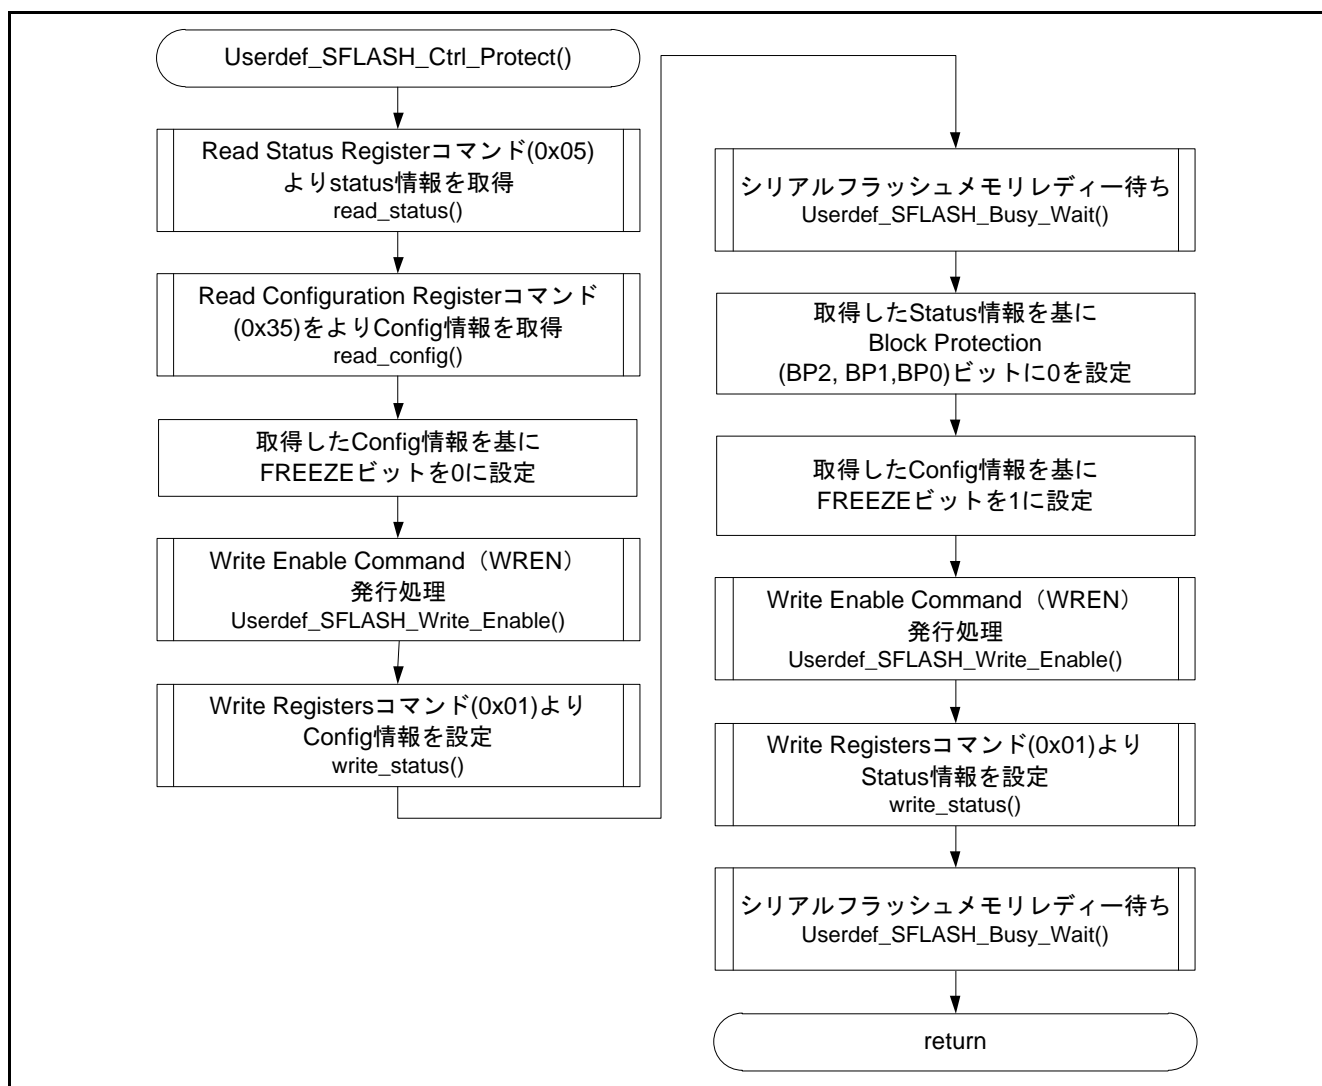 Userdef_SFLASH_Ctrl_Protect()
Read Status Registerコマンド(0x05)
よりstatus情報を取得
read_status()
Read Configuration Registerコマンド
(0x35)をよりConfig情報を取得
read_config()
取得したConfig情報を基に
FREEZEビットを0に設定
Write Enable Command（WREN）
発行処理
Userdef_SFLASH_Write_Enable()
Write Registersコマンド(0x01)より
Config情報を設定
write_status()
シリアルフラッシュメモリレディー待ち
Userdef_SFLASH_Busy_Wait()
取得したStatus情報を基に
Block Protection
(BP2, BP1,BP0)ビットに0を設定
取得したConfig情報を基に
FREEZEビットを1に設定
Write Enable Command（WREN）
発行処理
Userdef_SFLASH_Write_Enable()
Write Registersコマンド(0x01)より
Status情報を設定
write_status()
シリアルフラッシュメモリレディー待ち
Userdef_SFLASH_Busy_Wait()
return